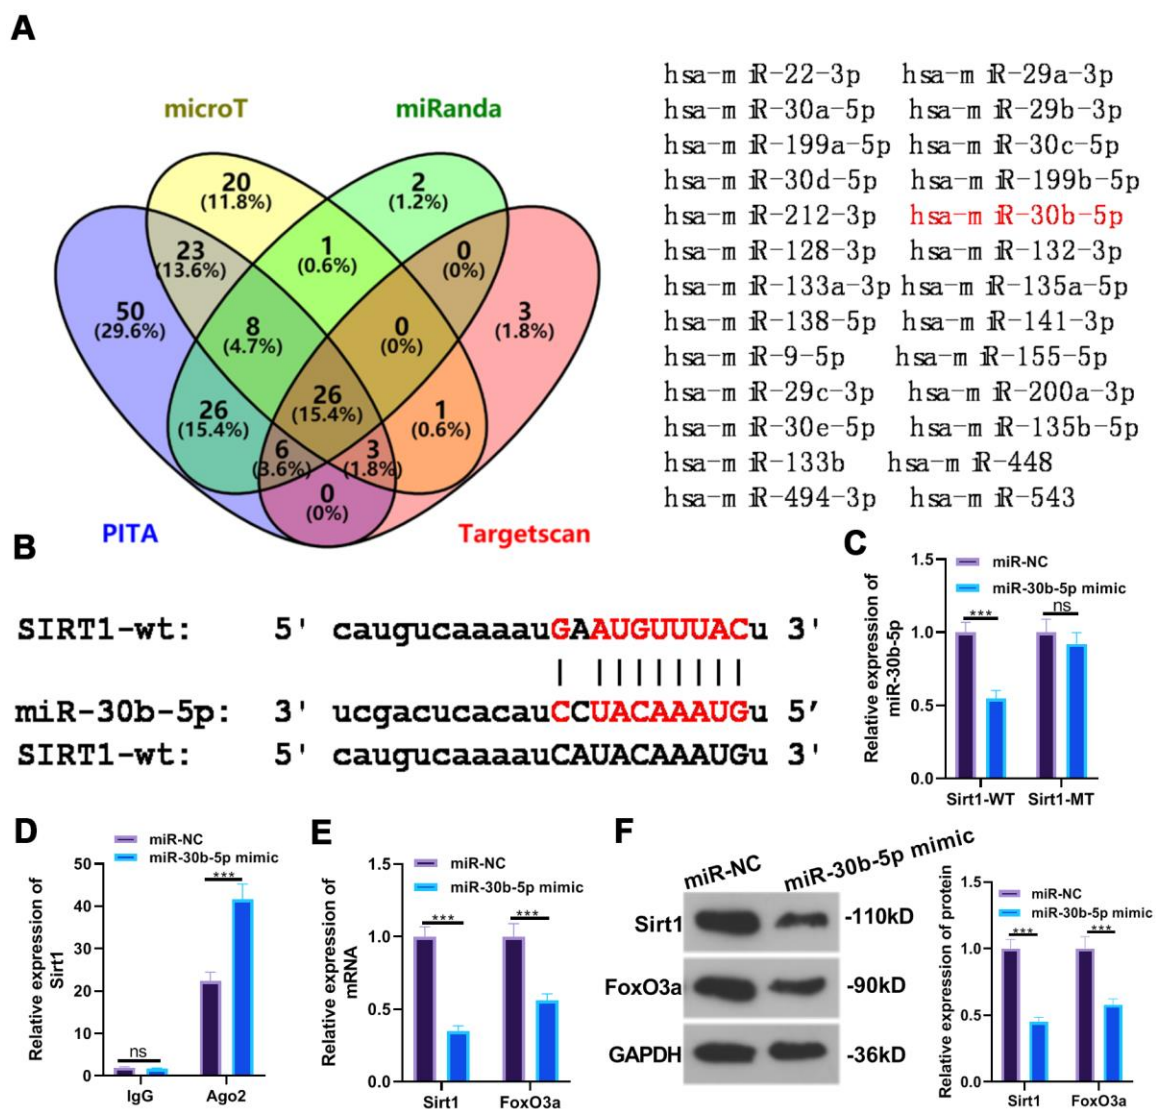 A
microT
miRanda
20
(11.8%)
2
(1.2%)
23
(13.6%)
1
(0.6%)
0
(0%)
50
(29.6%)
8
(4.7%)
0
(0%)
3
(1.8%)
26
(15.4%)
26
(15.4%)
1
(0.6%)
6
(3.6%)
3
(1.8%)
0
(0%)
PITA
Targetscan
hsa-miR-22-3p hsa-miR-29a-3p
hsa-miR-30a-5p hsa-miR-29b-3p
hsa-miR-199a-5p hsa-miR-30c-5p
hsa-miR-30d-5p hsa-miR-199b-5p
hsa-miR-212-3p hsa-miR-30b-5p
hsa-miR-128-3p hsa-miR-132-3p
hsa-miR-133a-3p hsa-miR-135a-5p
hsa-miR-138-5p hsa-miR-141-3p
hsa-miR-9-5p hsa-miR-155-5p
hsa-miR-29c-3p hsa-miR-200a-3p
hsa-miR-30e-5p hsa-miR-135b-5p
hsa-miR-133b hsa-miR-448
hsa-miR-494-3p hsa-miR-543
B
SIRT1-wt: 5' caugucaaaauGAAUGUUUACu 3'
miR-30b-5p: 3' ucgacucacauCCUACAAAUGu 5'
SIRT1-wt: 5' caugucaaaauCAUACAAAUGu 3'
C
miR-NC
miR-30b-5p mimic
Relative expression of
miR-30b-5p
1.5
1.0
0.5
0.0
***
ns
Sirt1-WT Sirt1-MT
D
miR-NC
miR-30b-5p mimic
Relative expression of
Sirt1
50
40
30
20
10
0
ns
***
IgG Ago2
E
miR-NC
miR-30b-5p mimic
Relative expression of
mRNA
1.5
1.0
0.5
0.0
***
***
Sirt1 FoxO3a
F
miR-NC miR-30b-5p mimic
Sirt1 -110kD
FoxO3a -90kD
GAPDH -36kD
miR-NC
miR-30b-5p mimic
Relative expression of protein
1.5
1.0
0.5
0.0
***
***
Sirt1 FoxO3a